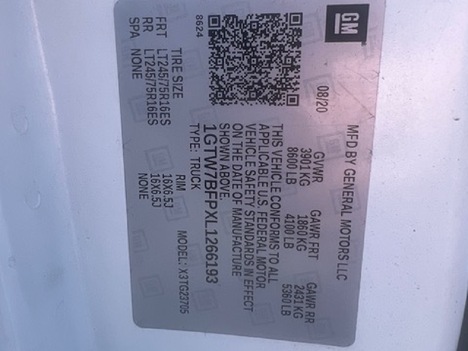 GM
MFD BY GENERAL MOTORS LLC
08/20 GVWR GAWR FRT GAWR RR
3901 KG 1860 KG 2431 KG
8600 LB 4100 LB 5360 LB
THIS VEHICLE CONFORMS TO ALL
APPLICABLE U.S. FEDERAL MOTOR
VEHICLE SAFETY STANDARDS IN EFFECT
ON THE DATE OF MANUFACTURE
SHOWN ABOVE.
1GTW7BFPXL1266193
TYPE: TRUCK
MODEL: X3TG23705
8624
TIRE SIZE RIM
FRT LT245/75R16ES 16X6.5J
RR LT245/75R16ES 16X6.5J
SPA NONE NONE